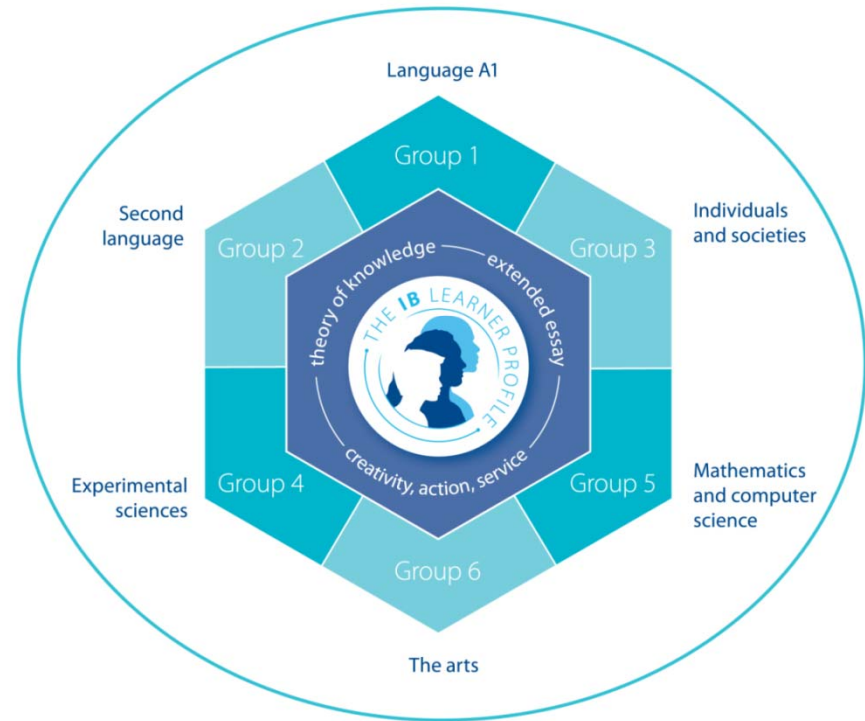 Language A1
Group 1
Second
language
Group 2
Individuals
and societies
Group 3
theory of knowledge
extended essay
THE IB LEARNER PROFILE
creativity, action, service
Experimental
sciences
Group 4
Group 5
Mathematics
and computer
science
Group 6
The arts